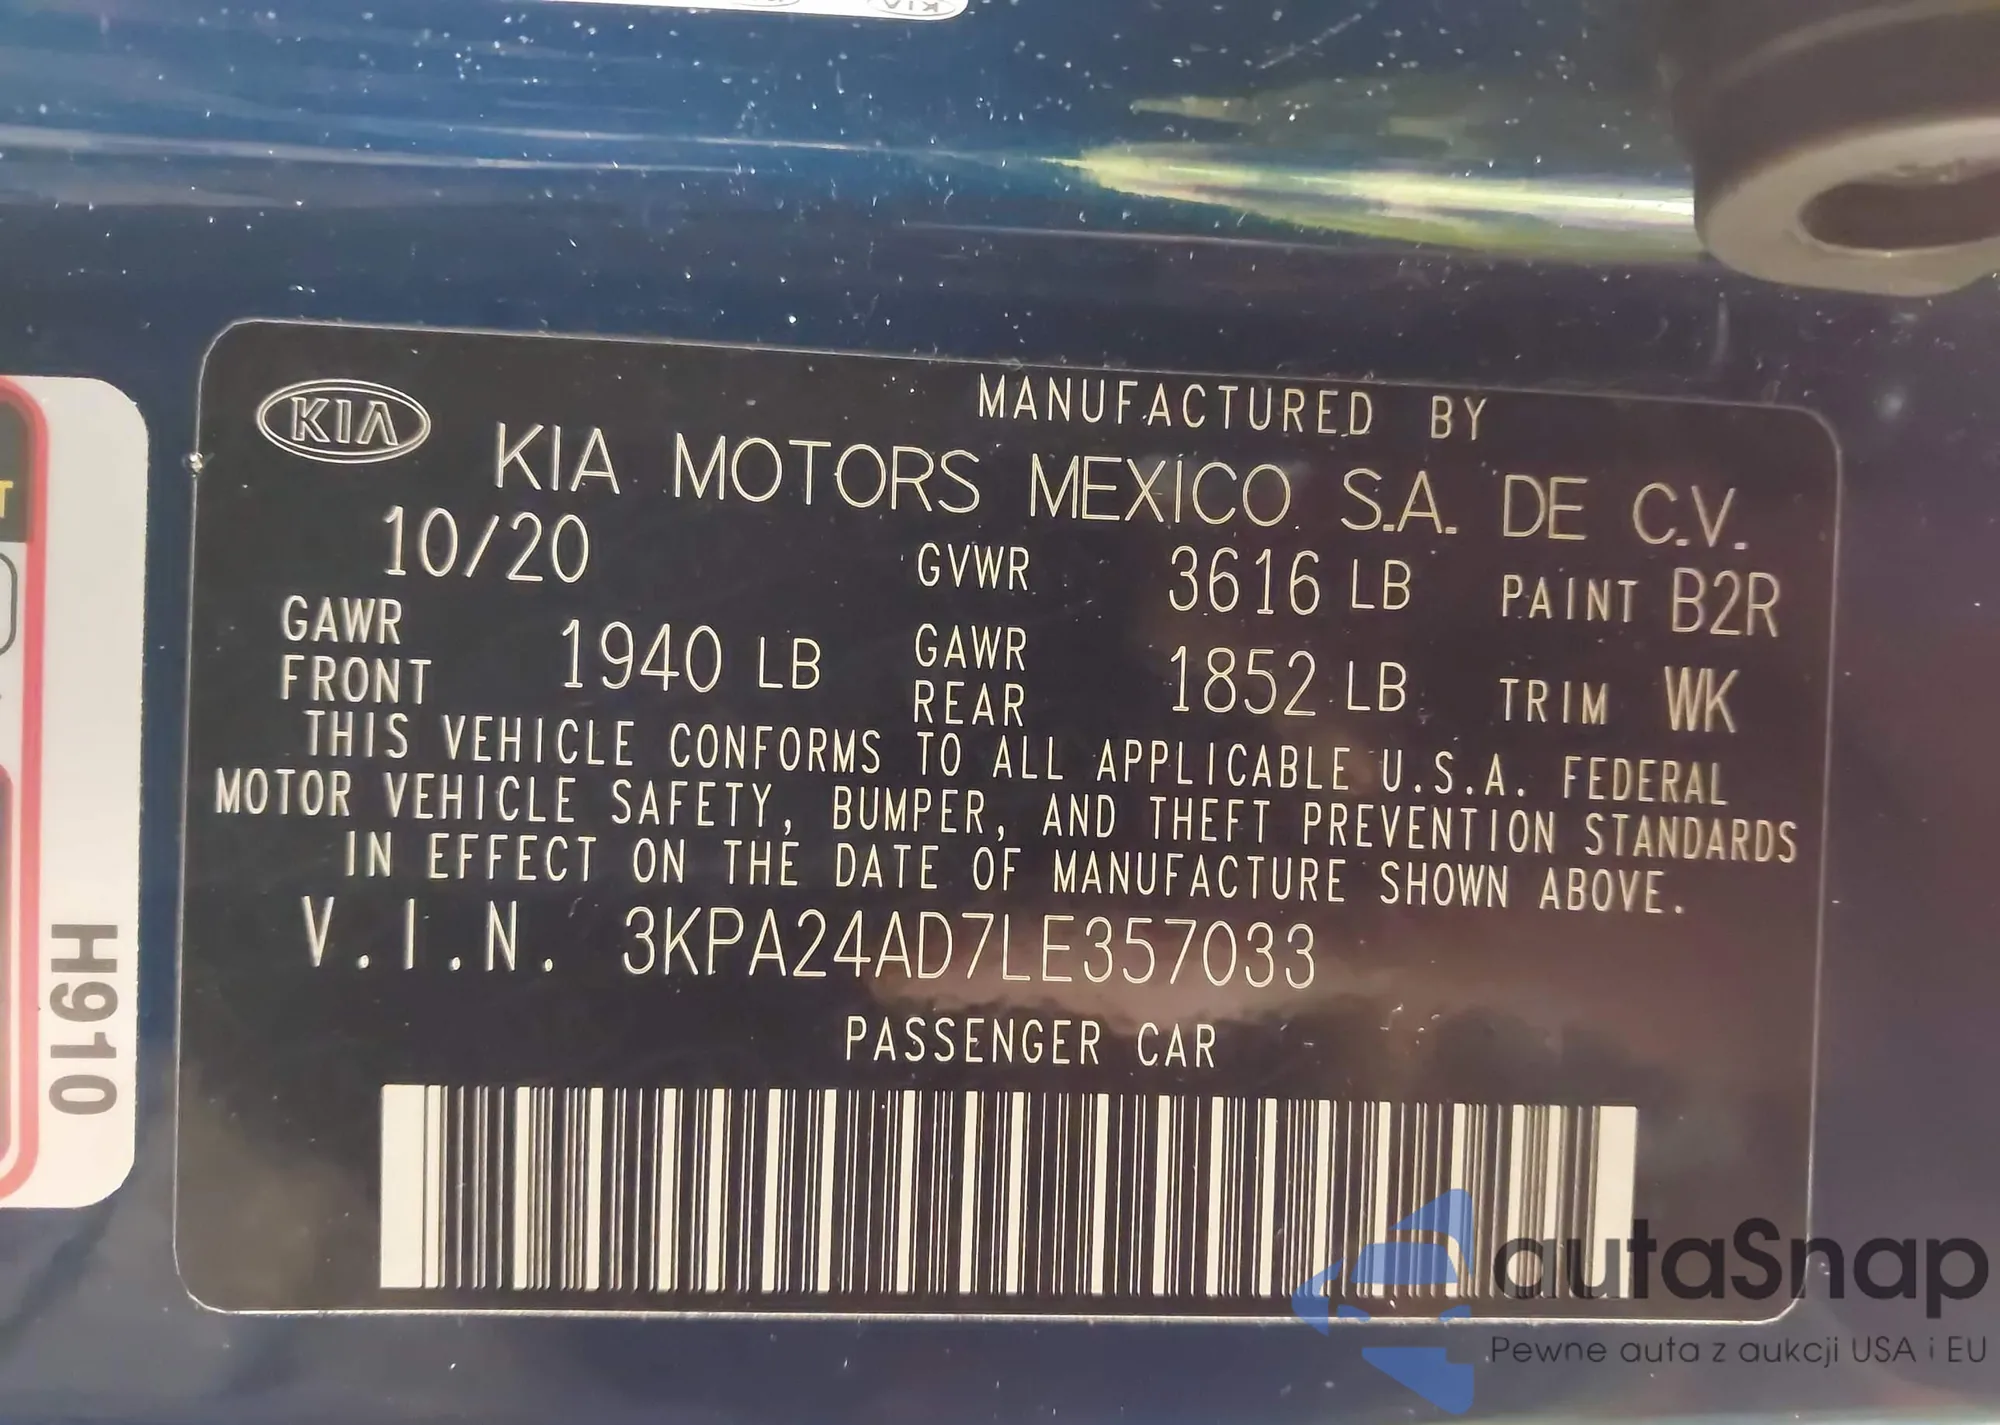 KIA
MANUFACTURED BY
KIA MOTORS MEXICO S.A. DE C.V.
10/20 GVWR 3616 LB PAINT B2R
GAWR FRONT 1940 LB GAWR REAR 1852 LB TRIM WK
THIS VEHICLE CONFORMS TO ALL APPLICABLE U.S.A. FEDERAL
MOTOR VEHICLE SAFETY, BUMPER, AND THEFT PREVENTION STANDARDS
IN EFFECT ON THE DATE OF MANUFACTURE SHOWN ABOVE.
V.I.N. 3KPA24AD7LE357033
PASSENGER CAR
H910
autaSnap
Pewne auta z aukcji USA i EU